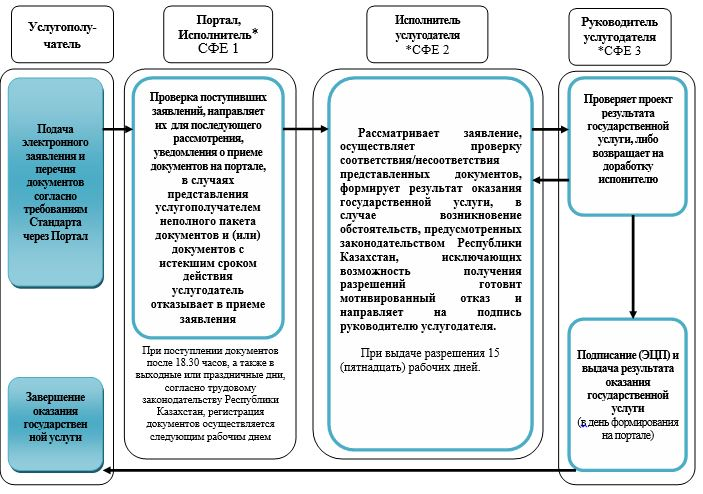 Услугополу-
чатель
Портал,
Исполнитель*
СФЕ 1
Исполнитель
услугодателя
*СФЕ 2
Руководитель
услугодателя
*СФЕ 3
Подача
электронного
заявления и
перечня
документов
согласно
требованиям
Стандарта
через Портал
Завершение
оказания
государствен
ной услуги
Проверка поступивших
заявлений, направляет
их для последующего
рассмотрения,
уведомления о приеме
документов на портале,
в случаях
представления
услугополучателем
неполного пакета
документов и (или)
документов с
истекшим сроком
действия
услугодатель
отказывает в приеме
заявления
При поступлении документов
после 18.30 часов, а также в
выходные или праздничные дни,
согласно трудовому
законодательству Республики
Казахстан, регистрация
документов осуществляется
следующим рабочим днем
Рассматривает заявление,
осуществляет проверку
соответствия/несоответствия
представленных документов,
формирует результат оказания
государственной услуги, в
случае возникновение
обстоятельств, предусмотренных
законодательством Республики
Казахстан, исключающих
возможность получения
разрешений готовит
мотивированный отказ и
направляет на подпись
руководителю услугодателя.
При выдаче разрешения 15
(пятнадцать) рабочих дней.
Проверяет проект
результата
государственной
услуги, либо
возвращает на
доработку
испонителю
Подписание (ЭЦП) и
выдача результата
оказания
государственной
услуги
(в день формирования
на портале)